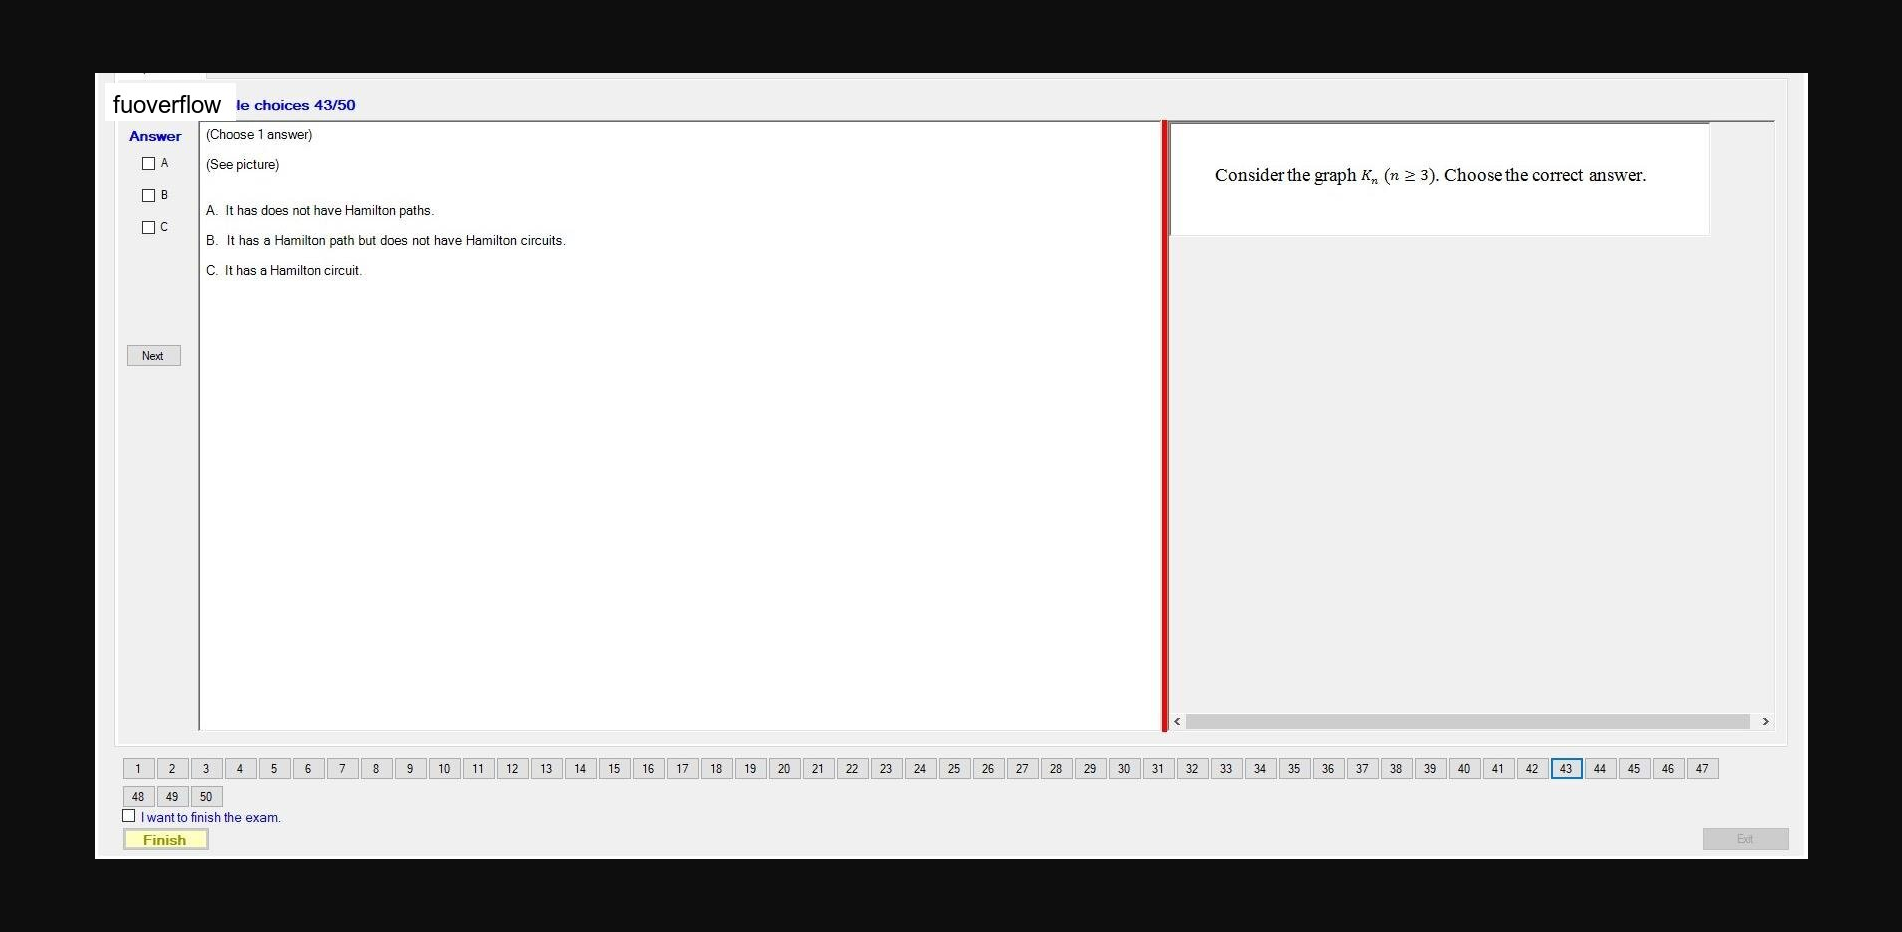 fuoverflow
le choices 43/50
Answer
A
B
C
Next
(Choose 1 answer)
(See picture)
A. It has does not have Hamilton paths.
B. It has a Hamilton path but does not have Hamilton circuits.
C. It has a Hamilton circuit.
Consider the graph Kₙ (n ≥ 3). Choose the correct answer.
1 2 3 4 5 6 7 8 9 10 11 12 13 14 15 16 17 18 19 20 21 22 23 24 25 26 27 28 29 30 31 32 33 34 35 36 37 38 39 40 41 42 43 44 45 46 47
48 49 50
I want to finish the exam.
Finish
Exit